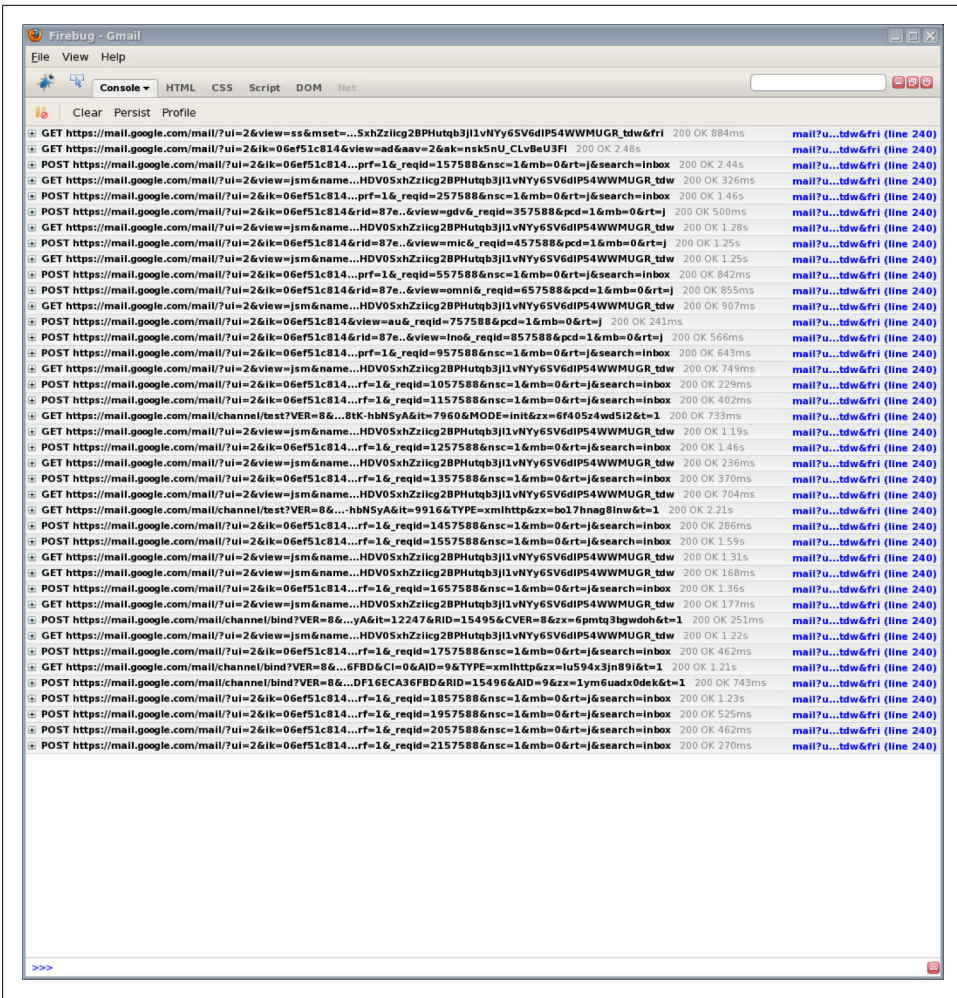 Firebug - Gmail
File View Help
Console HTML CSS Script DOM Net
Clear Persist Profile
GET https://mail.google.com/mail/?ui=2&view=ss&mset=...SxhZziicg2BPHutqb3jl1vNYy6SV6dIP54WWMUGR_tdw&fri 200 OK 884ms mail?u...tdw&fri (line 240)
GET https://mail.google.com/mail/?ui=2&ik=06ef51c814&view=ad&aav=2&ak=nsk5nU_CLvBeU3FI 200 OK 2.48s mail?u...tdw&fri (line 240)
POST https://mail.google.com/mail/?ui=2&ik=06ef51c814...prf=1&_reqid=157588&nsc=1&mb=0&rt=j&search=inbox 200 OK 2.44s mail?u...tdw&fri (line 240)
GET https://mail.google.com/mail/?ui=2&view=jsm&name...HDV0SxhZziicg2BPHutqb3jl1vNYy6SV6dIP54WWMUGR_tdw 200 OK 326ms mail?u...tdw&fri (line 240)
POST https://mail.google.com/mail/?ui=2&ik=06ef51c814...prf=1&_reqid=257588&nsc=1&mb=0&rt=j&search=inbox 200 OK 1.46s mail?u...tdw&fri (line 240)
POST https://mail.google.com/mail/?ui=2&ik=06ef51c814&rid=87e..&view=gdv&_reqid=357588&pcd=1&mb=0&rt=j 200 OK 500ms mail?u...tdw&fri (line 240)
GET https://mail.google.com/mail/?ui=2&view=jsm&name...HDV0SxhZziicg2BPHutqb3jl1vNYy6SV6dIP54WWMUGR_tdw 200 OK 1.28s mail?u...tdw&fri (line 240)
POST https://mail.google.com/mail/?ui=2&ik=06ef51c814&rid=87e..&view=mic&_reqid=457588&pcd=1&mb=0&rt=j 200 OK 1.25s mail?u...tdw&fri (line 240)
GET https://mail.google.com/mail/?ui=2&view=jsm&name...HDV0SxhZziicg2BPHutqb3jl1vNYy6SV6dIP54WWMUGR_tdw 200 OK 1.25s mail?u...tdw&fri (line 240)
POST https://mail.google.com/mail/?ui=2&ik=06ef51c814...prf=1&_reqid=557588&nsc=1&mb=0&rt=j&search=inbox 200 OK 842ms mail?u...tdw&fri (line 240)
POST https://mail.google.com/mail/?ui=2&ik=06ef51c814&rid=87e..&view=omni&_reqid=657588&pcd=1&mb=0&rt=j 200 OK 855ms mail?u...tdw&fri (line 240)
GET https://mail.google.com/mail/?ui=2&view=jsm&name...HDV0SxhZziicg2BPHutqb3jl1vNYy6SV6dIP54WWMUGR_tdw 200 OK 907ms mail?u...tdw&fri (line 240)
POST https://mail.google.com/mail/?ui=2&ik=06ef51c814&view=au&_reqid=757588&pcd=1&mb=0&rt=j 200 OK 241ms mail?u...tdw&fri (line 240)
POST https://mail.google.com/mail/?ui=2&ik=06ef51c814&rid=87e..&view=lno&_reqid=857588&pcd=1&mb=0&rt=j 200 OK 566ms mail?u...tdw&fri (line 240)
POST https://mail.google.com/mail/?ui=2&ik=06ef51c814...prf=1&_reqid=957588&nsc=1&mb=0&rt=j&search=inbox 200 OK 643ms mail?u...tdw&fri (line 240)
GET https://mail.google.com/mail/?ui=2&view=jsm&name...HDV0SxhZziicg2BPHutqb3jl1vNYy6SV6dIP54WWMUGR_tdw 200 OK 749ms mail?u...tdw&fri (line 240)
POST https://mail.google.com/mail/?ui=2&ik=06ef51c814...rf=1&_reqid=1057588&nsc=1&mb=0&rt=j&search=inbox 200 OK 229ms mail?u...tdw&fri (line 240)
POST https://mail.google.com/mail/?ui=2&ik=06ef51c814...rf=1&_reqid=1157588&nsc=1&mb=0&rt=j&search=inbox 200 OK 402ms mail?u...tdw&fri (line 240)
GET https://mail.google.com/mail/channel/test?VER=8&...8tK-hbNSyA&it=7960&MODE=init&zx=6f405z4wd5i2&t=1 200 OK 733ms mail?u...tdw&fri (line 240)
GET https://mail.google.com/mail/?ui=2&view=jsm&name...HDV0SxhZziicg2BPHutqb3jl1vNYy6SV6dIP54WWMUGR_tdw 200 OK 1.19s mail?u...tdw&fri (line 240)
POST https://mail.google.com/mail/?ui=2&ik=06ef51c814...rf=1&_reqid=1257588&nsc=1&mb=0&rt=j&search=inbox 200 OK 1.46s mail?u...tdw&fri (line 240)
GET https://mail.google.com/mail/?ui=2&view=jsm&name...HDV0SxhZziicg2BPHutqb3jl1vNYy6SV6dIP54WWMUGR_tdw 200 OK 236ms mail?u...tdw&fri (line 240)
POST https://mail.google.com/mail/?ui=2&ik=06ef51c814...rf=1&_reqid=1357588&nsc=1&mb=0&rt=j&search=inbox 200 OK 370ms mail?u...tdw&fri (line 240)
GET https://mail.google.com/mail/?ui=2&view=jsm&name...HDV0SxhZziicg2BPHutqb3jl1vNYy6SV6dIP54WWMUGR_tdw 200 OK 704ms mail?u...tdw&fri (line 240)
GET https://mail.google.com/mail/channel/test?VER=8&...-hbNSyA&it=9916&TYPE=xmlhttp&zx=bo17hnag8lnw&t=1 200 OK 2.21s mail?u...tdw&fri (line 240)
POST https://mail.google.com/mail/?ui=2&ik=06ef51c814...rf=1&_reqid=1457588&nsc=1&mb=0&rt=j&search=inbox 200 OK 286ms mail?u...tdw&fri (line 240)
POST https://mail.google.com/mail/?ui=2&ik=06ef51c814...rf=1&_reqid=1557588&nsc=1&mb=0&rt=j&search=inbox 200 OK 1.59s mail?u...tdw&fri (line 240)
GET https://mail.google.com/mail/?ui=2&view=jsm&name...HDV0SxhZziicg2BPHutqb3jl1vNYy6SV6dIP54WWMUGR_tdw 200 OK 1.31s mail?u...tdw&fri (line 240)
GET https://mail.google.com/mail/?ui=2&view=jsm&name...HDV0SxhZziicg2BPHutqb3jl1vNYy6SV6dIP54WWMUGR_tdw 200 OK 168ms mail?u...tdw&fri (line 240)
POST https://mail.google.com/mail/?ui=2&ik=06ef51c814...rf=1&_reqid=1657588&nsc=1&mb=0&rt=j&search=inbox 200 OK 1.36s mail?u...tdw&fri (line 240)
GET https://mail.google.com/mail/?ui=2&view=jsm&name...HDV0SxhZziicg2BPHutqb3jl1vNYy6SV6dIP54WWMUGR_tdw 200 OK 177ms mail?u...tdw&fri (line 240)
POST https://mail.google.com/mail/channel/bind?VER=8&...yA&it=12247&RID=15495&CVER=8&zx=6pmtq3bgwdoh&t=1 200 OK 251ms mail?u...tdw&fri (line 240)
GET https://mail.google.com/mail/?ui=2&view=jsm&name...HDV0SxhZziicg2BPHutqb3jl1vNYy6SV6dIP54WWMUGR_tdw 200 OK 1.22s mail?u...tdw&fri (line 240)
POST https://mail.google.com/mail/?ui=2&ik=06ef51c814...rf=1&_reqid=1757588&nsc=1&mb=0&rt=j&search=inbox 200 OK 462ms mail?u...tdw&fri (line 240)
GET https://mail.google.com/mail/channel/bind?VER=8&...6FBD&CI=0&AID=9&TYPE=xmlhttp&zx=lu594x3jn89i&t=1 200 OK 1.21s mail?u...tdw&fri (line 240)
POST https://mail.google.com/mail/channel/bind?VER=8&...DF16ECA36FBD&RID=15496&AID=9&zx=1ym6uadx0dek&t=1 200 OK 743ms mail?u...tdw&fri (line 240)
POST https://mail.google.com/mail/?ui=2&ik=06ef51c814...rf=1&_reqid=1857588&nsc=1&mb=0&rt=j&search=inbox 200 OK 1.23s mail?u...tdw&fri (line 240)
POST https://mail.google.com/mail/?ui=2&ik=06ef51c814...rf=1&_reqid=1957588&nsc=1&mb=0&rt=j&search=inbox 200 OK 525ms mail?u...tdw&fri (line 240)
POST https://mail.google.com/mail/?ui=2&ik=06ef51c814...rf=1&_reqid=2057588&nsc=1&mb=0&rt=j&search=inbox 200 OK 462ms mail?u...tdw&fri (line 240)
POST https://mail.google.com/mail/?ui=2&ik=06ef51c814...rf=1&_reqid=2157588&nsc=1&mb=0&rt=j&search=inbox 200 OK 270ms mail?u...tdw&fri (line 240)
>>>